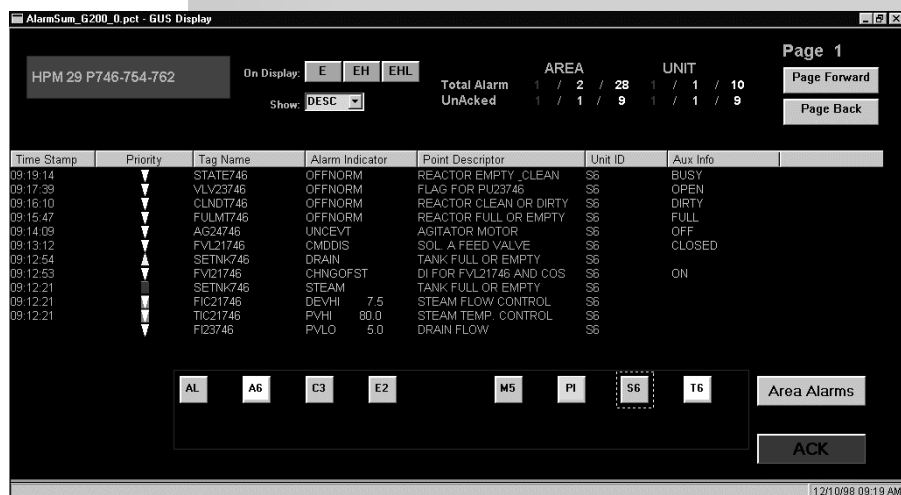 AlarmSum_G200_0.pct - GUS Display
Page 1
HPM 29 P746-754-762
On Display: E EH EHL
AREA UNIT
Page Forward
Total Alarm 1 / 2 / 28 1 / 1 / 10
Show: DESC
UnAcked 1 / 1 / 9 1 / 1 / 9
Page Back
Time Stamp Priority Tag Name Alarm Indicator Point Descriptor Unit ID Aux Info
09:19:14 STATE746 OFFNORM REACTOR EMPTY _CLEAN S6 BUSY
09:17:39 VLV23746 OFFNORM FLAG FOR PU23746 S6 OPEN
09:16:10 CLNDT746 OFFNORM REACTOR CLEAN OR DIRTY S6 DIRTY
09:15:47 FULMT746 OFFNORM REACTOR FULL OR EMPTY S6 FULL
09:14:09 AG24746 UNCEVT AGITATOR MOTOR S6 OFF
09:13:12 FVL21746 CMDDIS SOL. A FEED VALVE S6 CLOSED
09:12:54 SETNK746 DRAIN TANK FULL OR EMPTY S6
09:12:53 FVI21746 CHNGOFST DI FOR FVL21746 AND COS S6 ON
09:12:21 SETNK746 STEAM TANK FULL OR EMPTY S6
09:12:21 FIC21746 DEVHI 7.5 STEAM FLOW CONTROL S6
09:12:21 TIC21746 PVHI 80.0 STEAM TEMP. CONTROL S6
FI23746 PVLO 5.0 DRAIN FLOW S6
AL A6 C3 E2 M5 PI S6 T6
Area Alarms
ACK
12/10/98 09:19 AM